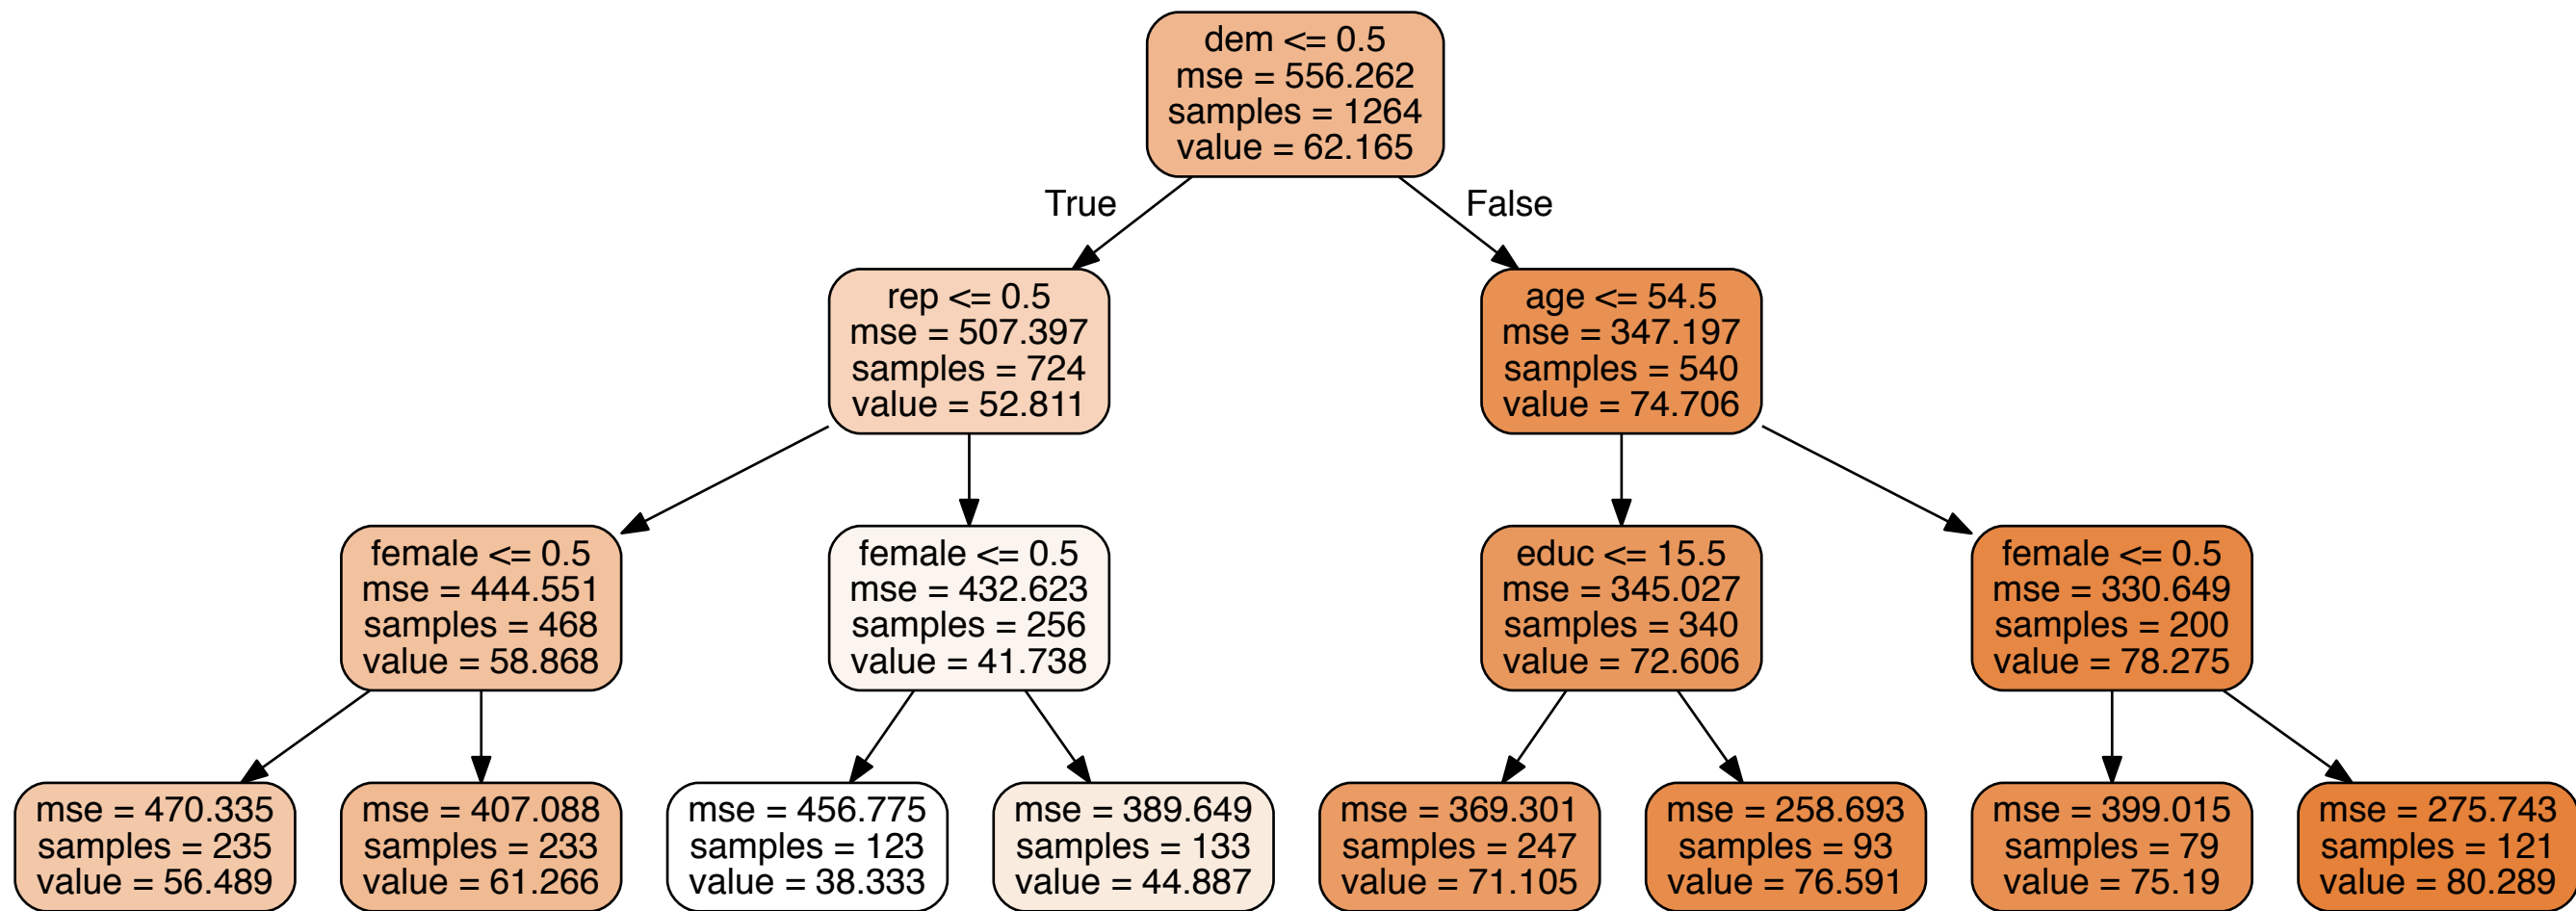 dem <= 0.5
mse = 556.262
samples = 1264
value = 62.165
True
False
rep <= 0.5
mse = 507.397
samples = 724
value = 52.811
age <= 54.5
mse = 347.197
samples = 540
value = 74.706
female <= 0.5
mse = 444.551
samples = 468
value = 58.868
female <= 0.5
mse = 432.623
samples = 256
value = 41.738
educ <= 15.5
mse = 345.027
samples = 340
value = 72.606
female <= 0.5
mse = 330.649
samples = 200
value = 78.275
mse = 470.335
samples = 235
value = 56.489
mse = 407.088
samples = 233
value = 61.266
mse = 456.775
samples = 123
value = 38.333
mse = 389.649
samples = 133
value = 44.887
mse = 369.301
samples = 247
value = 71.105
mse = 258.693
samples = 93
value = 76.591
mse = 399.015
samples = 79
value = 75.19
mse = 275.743
samples = 121
value = 80.289